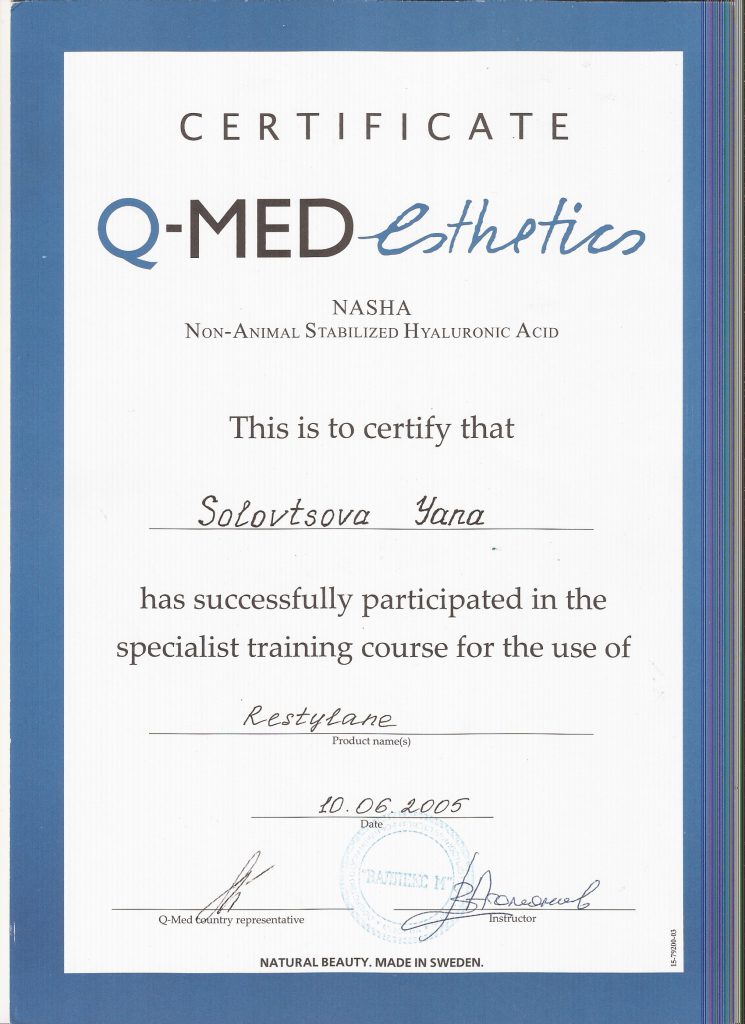 CERTIFICATE
Q-MED esthetics
NASHA
Non-Animal Stabilized Hyaluronic Acid
This is to certify that
Solovtsova Yana
has successfully participated in the
specialist training course for the use of
Restylane
Product name(s)
10.06.2005
Date
"ВАЛЛЕКС М"
Q-Med country representative
Instructor
NATURAL BEAUTY. MADE IN SWEDEN.
15-79200-03